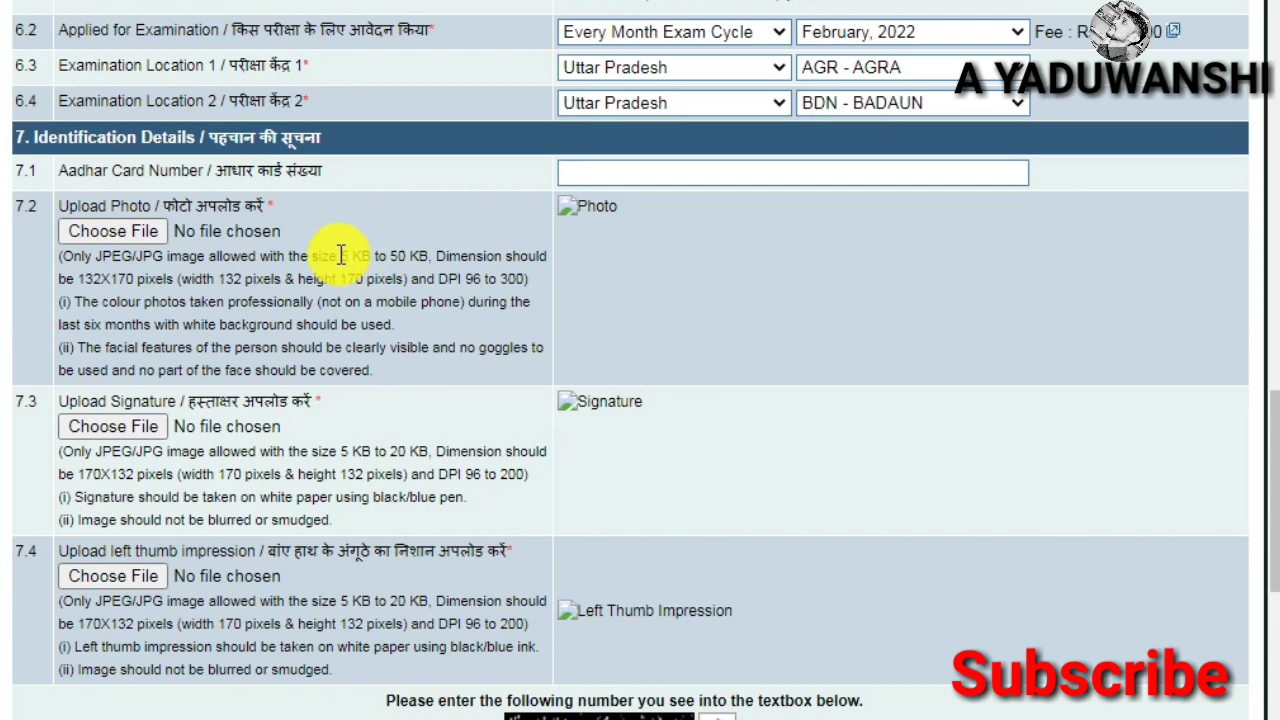 6.2 Applied for Examination / किस परीक्षा के लिए आवेदन किया* Every Month Exam Cycle February, 2022 Fee : R
6.3 Examination Location 1 / परीक्षा केंद्र 1* Uttar Pradesh AGR - AGRA
A YADUWANSHI
6.4 Examination Location 2 / परीक्षा केंद्र 2* Uttar Pradesh BDN - BADAUN
7. Identification Details / पहचान की सूचना
7.1 Aadhar Card Number / आधार कार्ड संख्या
7.2 Upload Photo / फोटो अपलोड करें * Photo
Choose File No file chosen
(Only JPEG/JPG image allowed with the size 5 KB to 50 KB, Dimension should
be 132X170 pixels (width 132 pixels & height 170 pixels) and DPI 96 to 300)
(i) The colour photos taken professionally (not on a mobile phone) during the
last six months with white background should be used.
(ii) The facial features of the person should be clearly visible and no goggles to
be used and no part of the face should be covered.
7.3 Upload Signature / हस्ताक्षर अपलोड करें * Signature
Choose File No file chosen
(Only JPEG/JPG image allowed with the size 5 KB to 20 KB, Dimension should
be 170X132 pixels (width 170 pixels & height 132 pixels) and DPI 96 to 200)
(i) Signature should be taken on white paper using black/blue pen.
(ii) Image should not be blurred or smudged.
7.4 Upload left thumb impression / बांए हाथ के अंगूठे का निशान अपलोड करें*
Choose File No file chosen
(Only JPEG/JPG image allowed with the size 5 KB to 20 KB, Dimension should
Left Thumb Impression
be 170X132 pixels (width 170 pixels & height 132 pixels) and DPI 96 to 200)
(i) Left thumb impression should be taken on white paper using black/blue ink.
(ii) Image should not be blurred or smudged.
Subscribe
Please enter the following number you see into the textbox below.